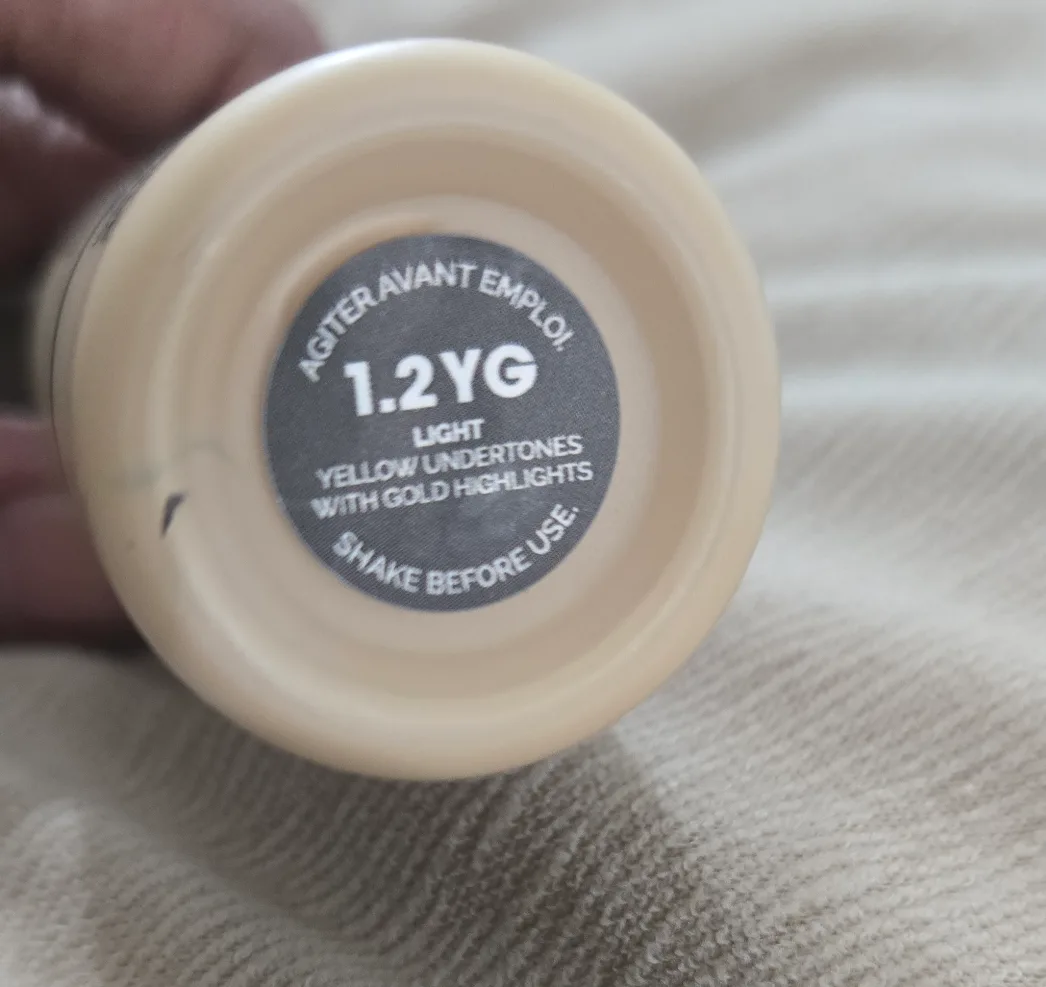 AGITER AVANT EMPLOI.
1.2YG
LIGHT
YELLOW UNDERTONES
WITH GOLD HIGHLIGHTS
SHAKE BEFORE USE.